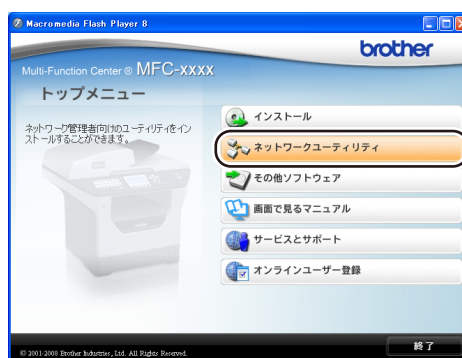 Macromedia Flash Player 8
brother
Multi-Function Center® MFC-xxxx
トップメニュー
ネットワーク管理者向けのユーティリティをイン
ストールすることができます。
インストール
ネットワークユーティリティ
その他ソフトウェア
画面で見るマニュアル
サービスとサポート
オンラインユーザー登録
© 2001-2008 Brother Industries, Ltd. All Rights Reserved.
終了